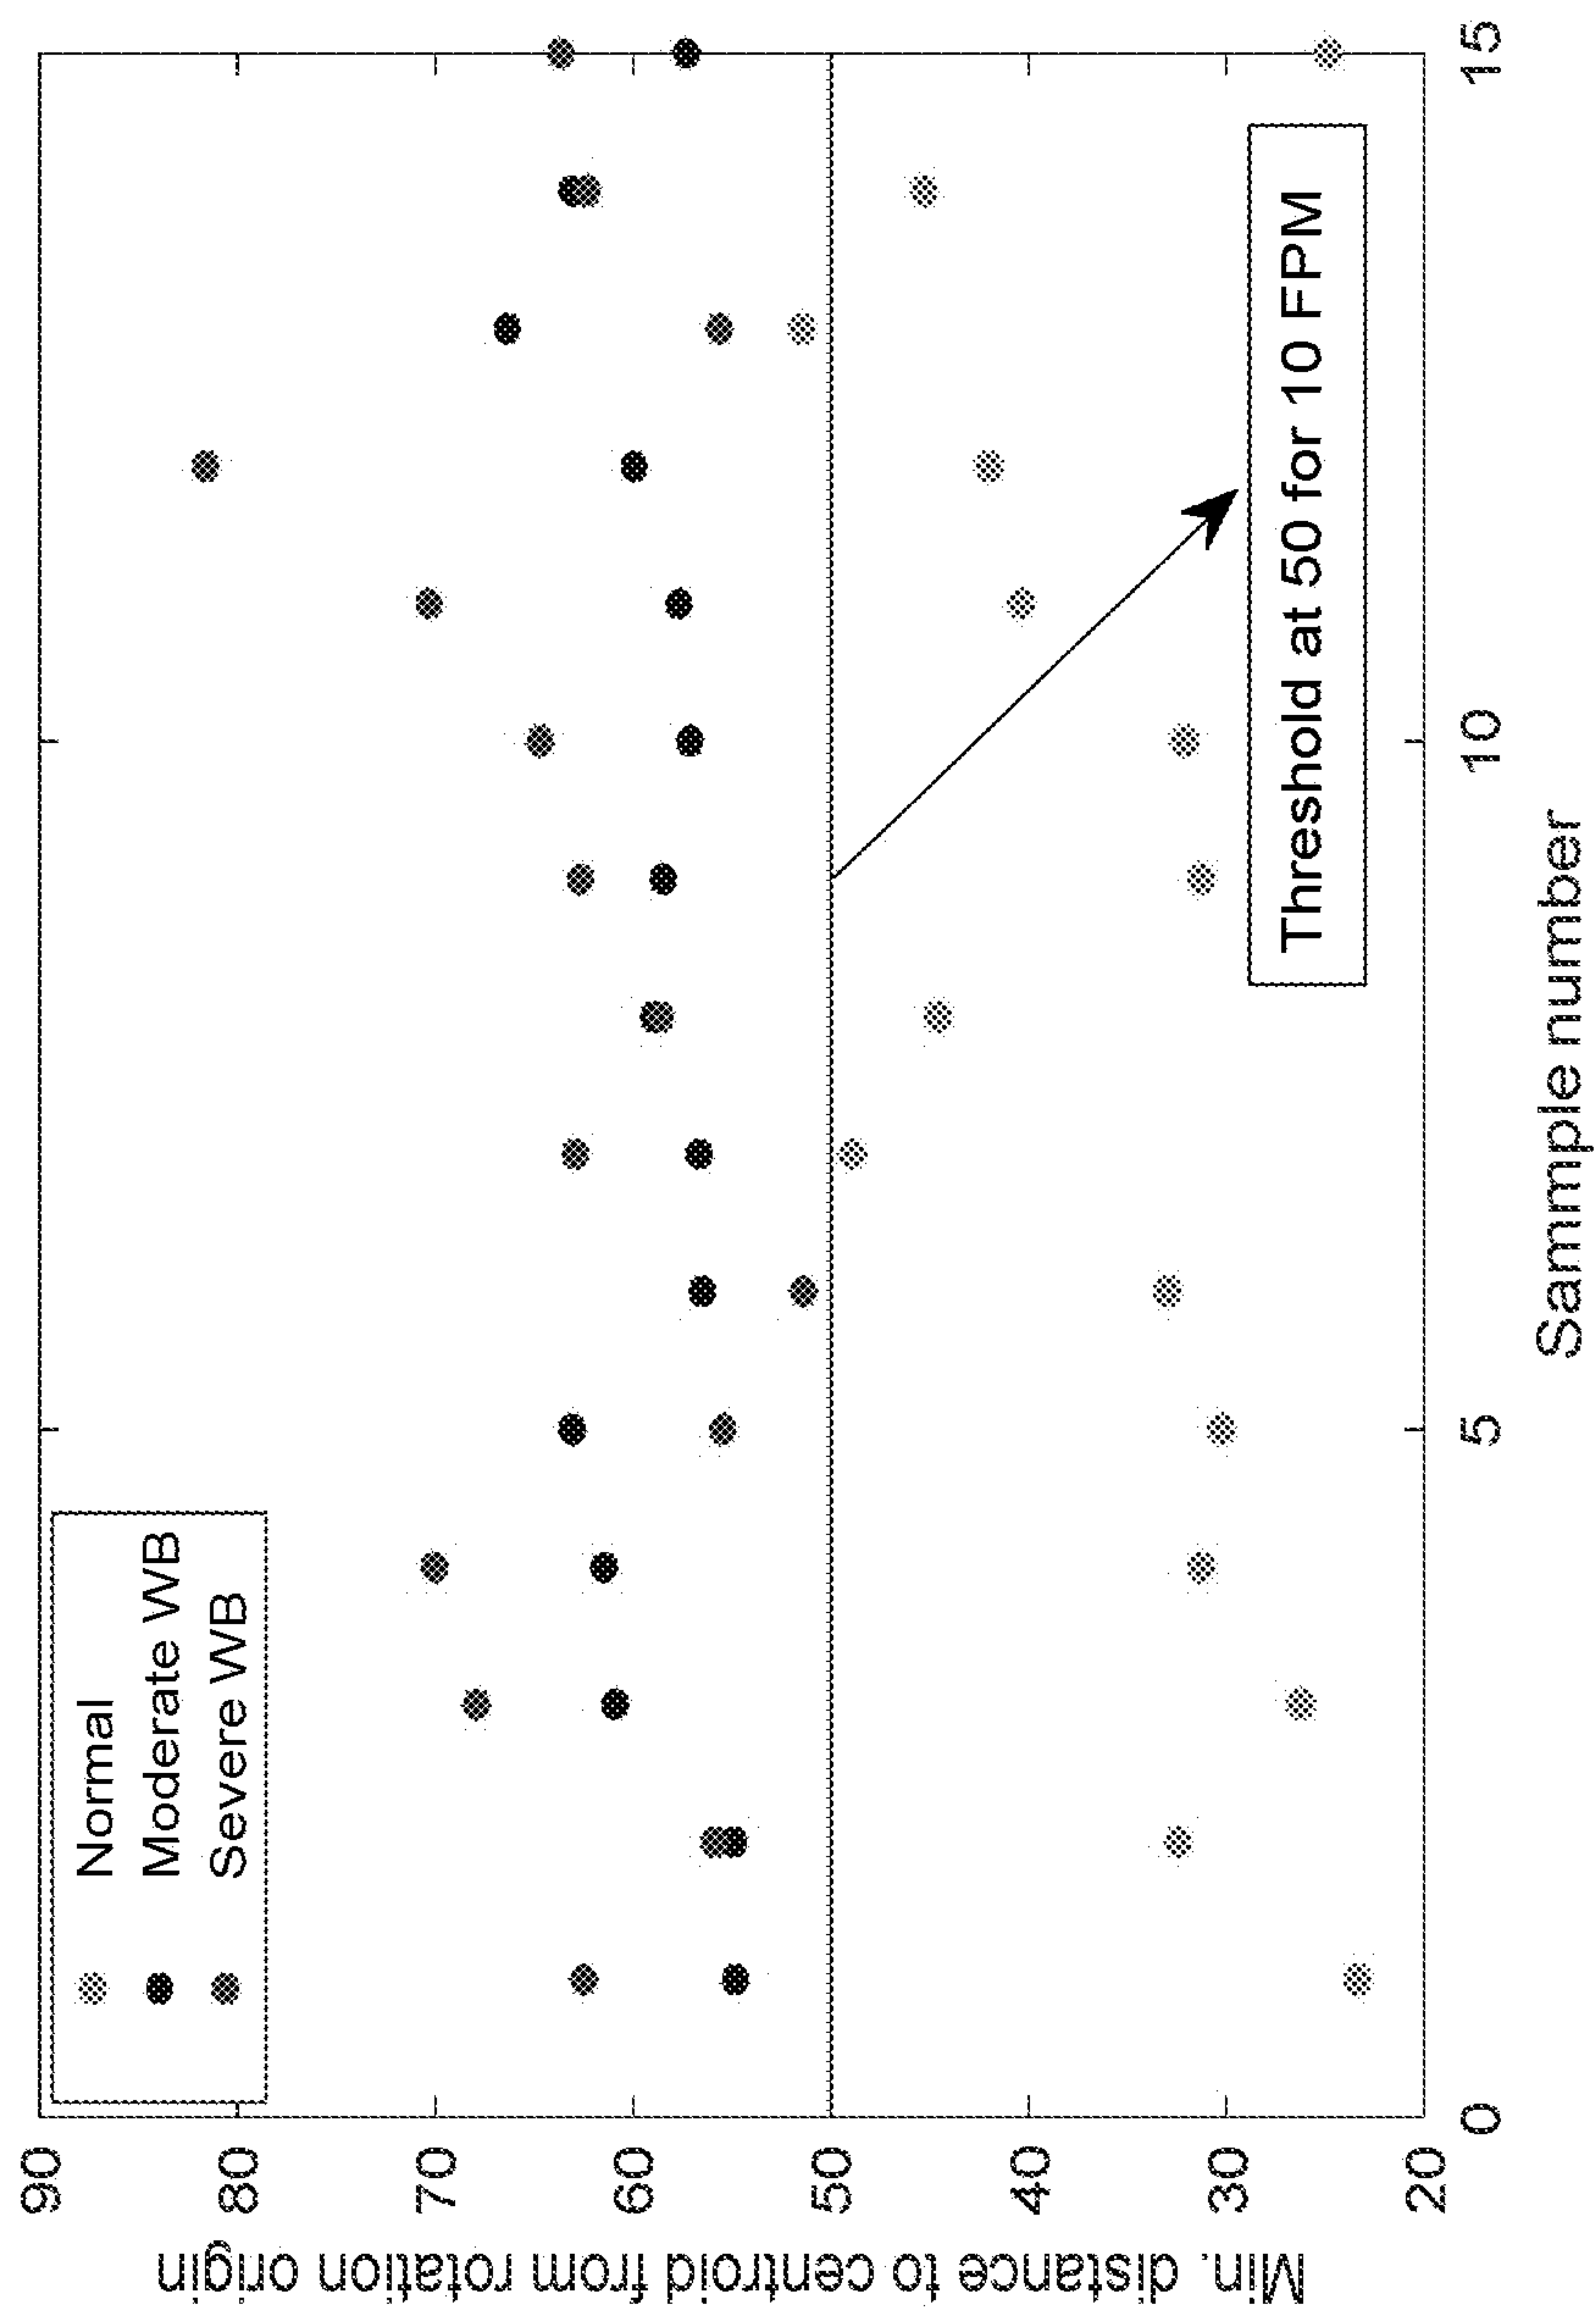 Normal
Moderate WB
Severe WB
90
80
70
60
50
40
30
20
Min. distance to centroid from rotation origin
Threshold at 50 for 10 FPM
0
5
10
15
Sample number